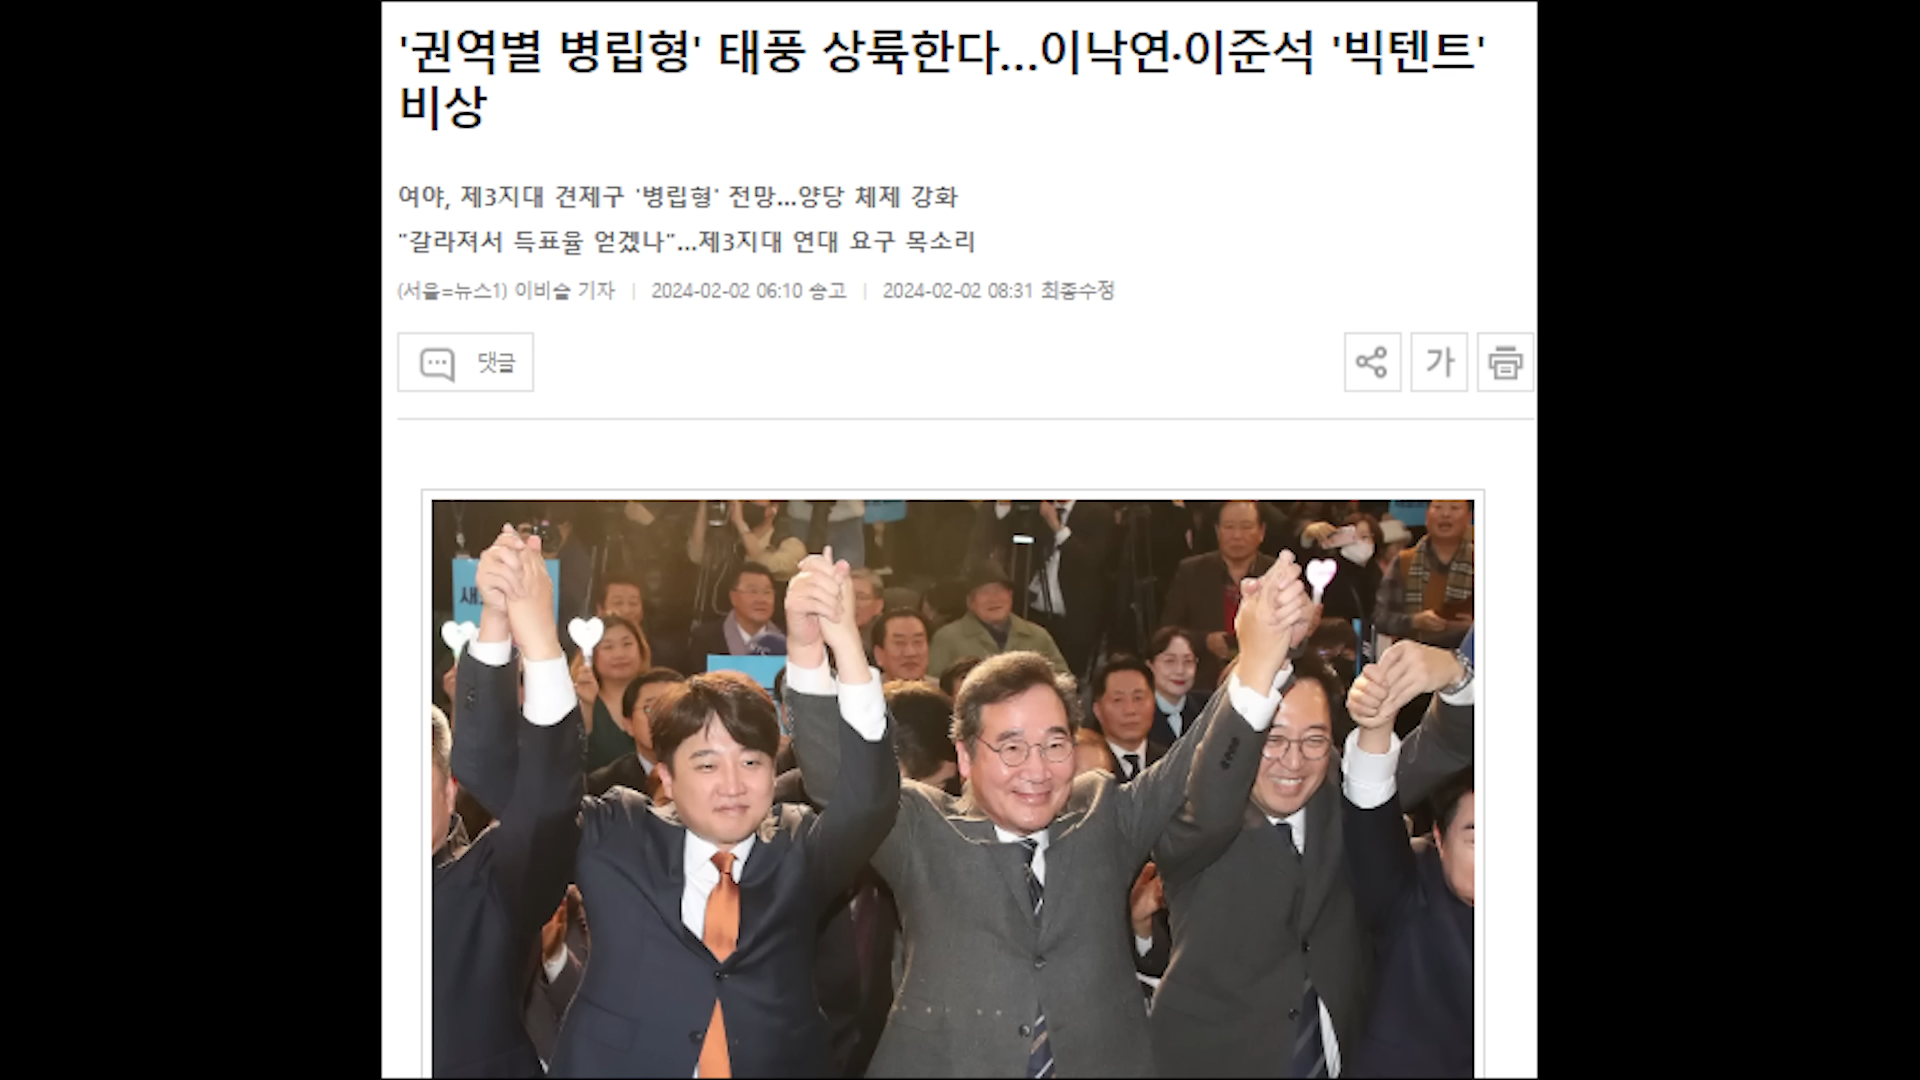 '권역별 병립형' 태풍 상륙한다...이낙연·이준석 '빅텐트'
비상
여야, 제3지대 견제구 '병립형' 전망...양당 체제 강화
"갈라져서 득표율 얻겠나"...제3지대 연대 요구 목소리
(서울=뉴스1) 이비슬 기자 | 2024-02-02 06:10 송고 | 2024-02-02 08:31 최종수정
댓글
가
새